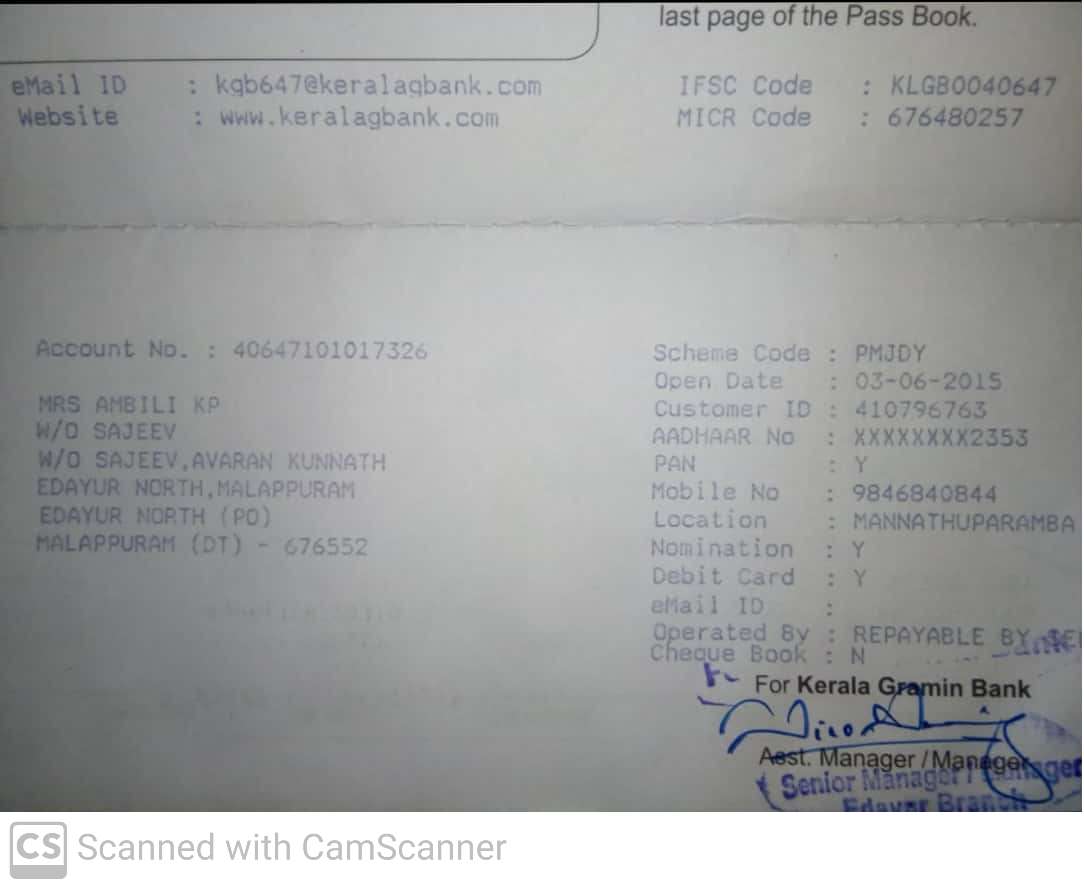 last page of the Pass Book.
eMail ID : kgb647@keralagbank.com
Website : www.keralagbank.com
IFSC Code : KLGB0040647
MICR Code : 676480257
Account No. : 40647101017326
MRS AMBILI KP
W/O SAJEEV
W/O SAJEEV,AVARAN KUNNATH
EDAYUR NORTH,MALAPPURAM
EDAYUR NORTH (PO)
MALAPPURAM (DT) - 676552
Scheme Code : PMJDY
Open Date : 03-06-2015
Customer ID : 410796763
AADHAAR No : XXXXXXXX2353
PAN : Y
Mobile No : 9846840844
Location : MANNATHUPARAMBA
Nomination : Y
Debit Card : Y
eMail ID :
Operated By : REPAYABLE BY
Cheque Book : N
For Kerala Gramin Bank
Asst. Manager / Manager
Senior Manager /
Edayur Branch
CS Scanned with CamScanner